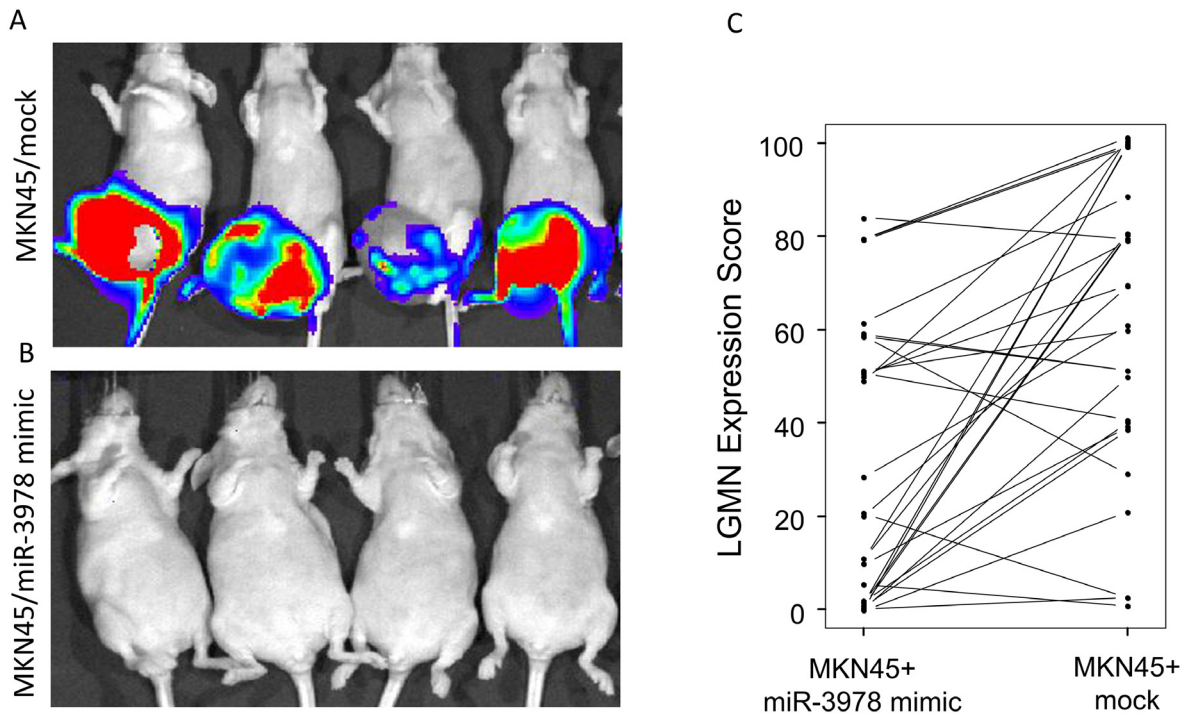 A
MKN45/mock
B
MKN45/miR-3978 mimic
C
LGMN Expression Score
100
80
60
40
20
0
MKN45+
miR-3978 mimic
MKN45+
mock